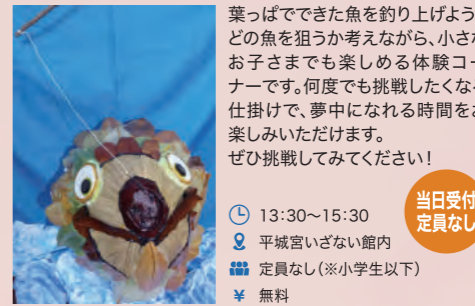 葉っぱでできた魚を釣り上げよう
どの魚を狙うか考えながら、小さ
お子さまでも楽しめる体験コー
ナーです。何度でも挑戦したくな
仕掛けで、夢中になれる時間を
楽しみいただけます。
ぜひ挑戦してみてください！
当日受付
定員なし
13：30～15：30
平城宮いざない館内
定員なし（※小学生以下）
¥ 無料